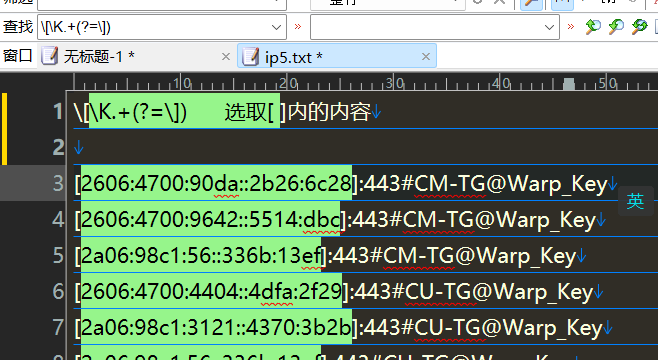 查找 \[\K.+(?=\])
窗口 无标题-1 * ip5.txt *
10 20 30 40 50
1 \[\K.+(?=\]) 选取[ ]内的内容↓
2 ↓
3 [2606:4700:90da::2b26:6c28]:443#CM-TG@Warp_Key↓
英
4 [2606:4700:9642::5514:dbc]:443#CM-TG@Warp_Key↓
5 [2a06:98c1:56::336b:13ef]:443#CM-TG@Warp_Key↓
6 [2606:4700:4404::4dfa:2f29]:443#CU-TG@Warp_Key↓
7 [2a06:98c1:3121::4370:3b2b]:443#CU-TG@Warp_Key↓